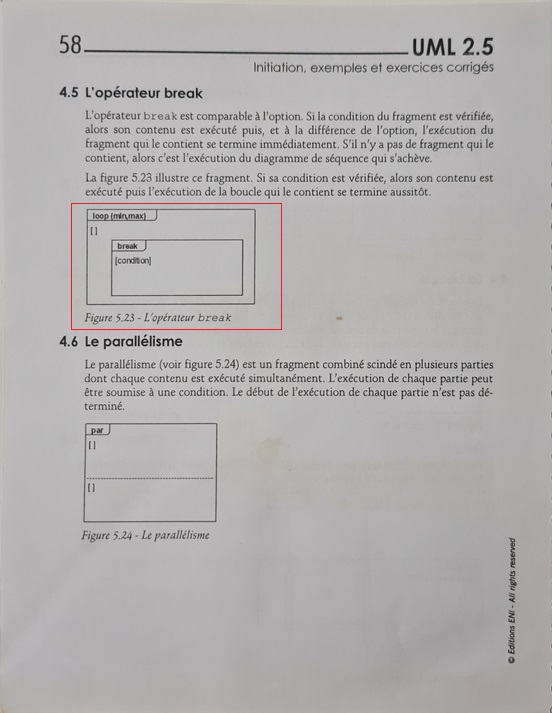 58
UML 2.5
Initiation, exemples et exercices corrigés
4.5 L'opérateur break
L'opérateur break est comparable à l'option. Si la condition du fragment est vérifiée,
alors son contenu est exécuté puis, et à la différence de l'option, l'exécution du
fragment qui le contient se termine immédiatement. S'il n'y a pas de fragment qui le
contient, alors c'est l'exécution du diagramme de séquence qui s'achève.
La figure 5.23 illustre ce fragment. Si sa condition est vérifiée, alors son contenu est
exécuté puis l'exécution de la boucle qui le contient se termine aussitôt.
loop (min,max)
[ ]
break
[condition]
Figure 5.23 - L'opérateur break
4.6 Le parallélisme
Le parallélisme (voir figure 5.24) est un fragment combiné scindé en plusieurs parties
dont chaque contenu est exécuté simultanément. L'exécution de chaque partie peut
être soumise à une condition. Le début de l'exécution de chaque partie n'est pas dé-
terminé.
par
[ ]
[ ]
Figure 5.24 - Le parallélisme
© Editions ENI - All rights reserved